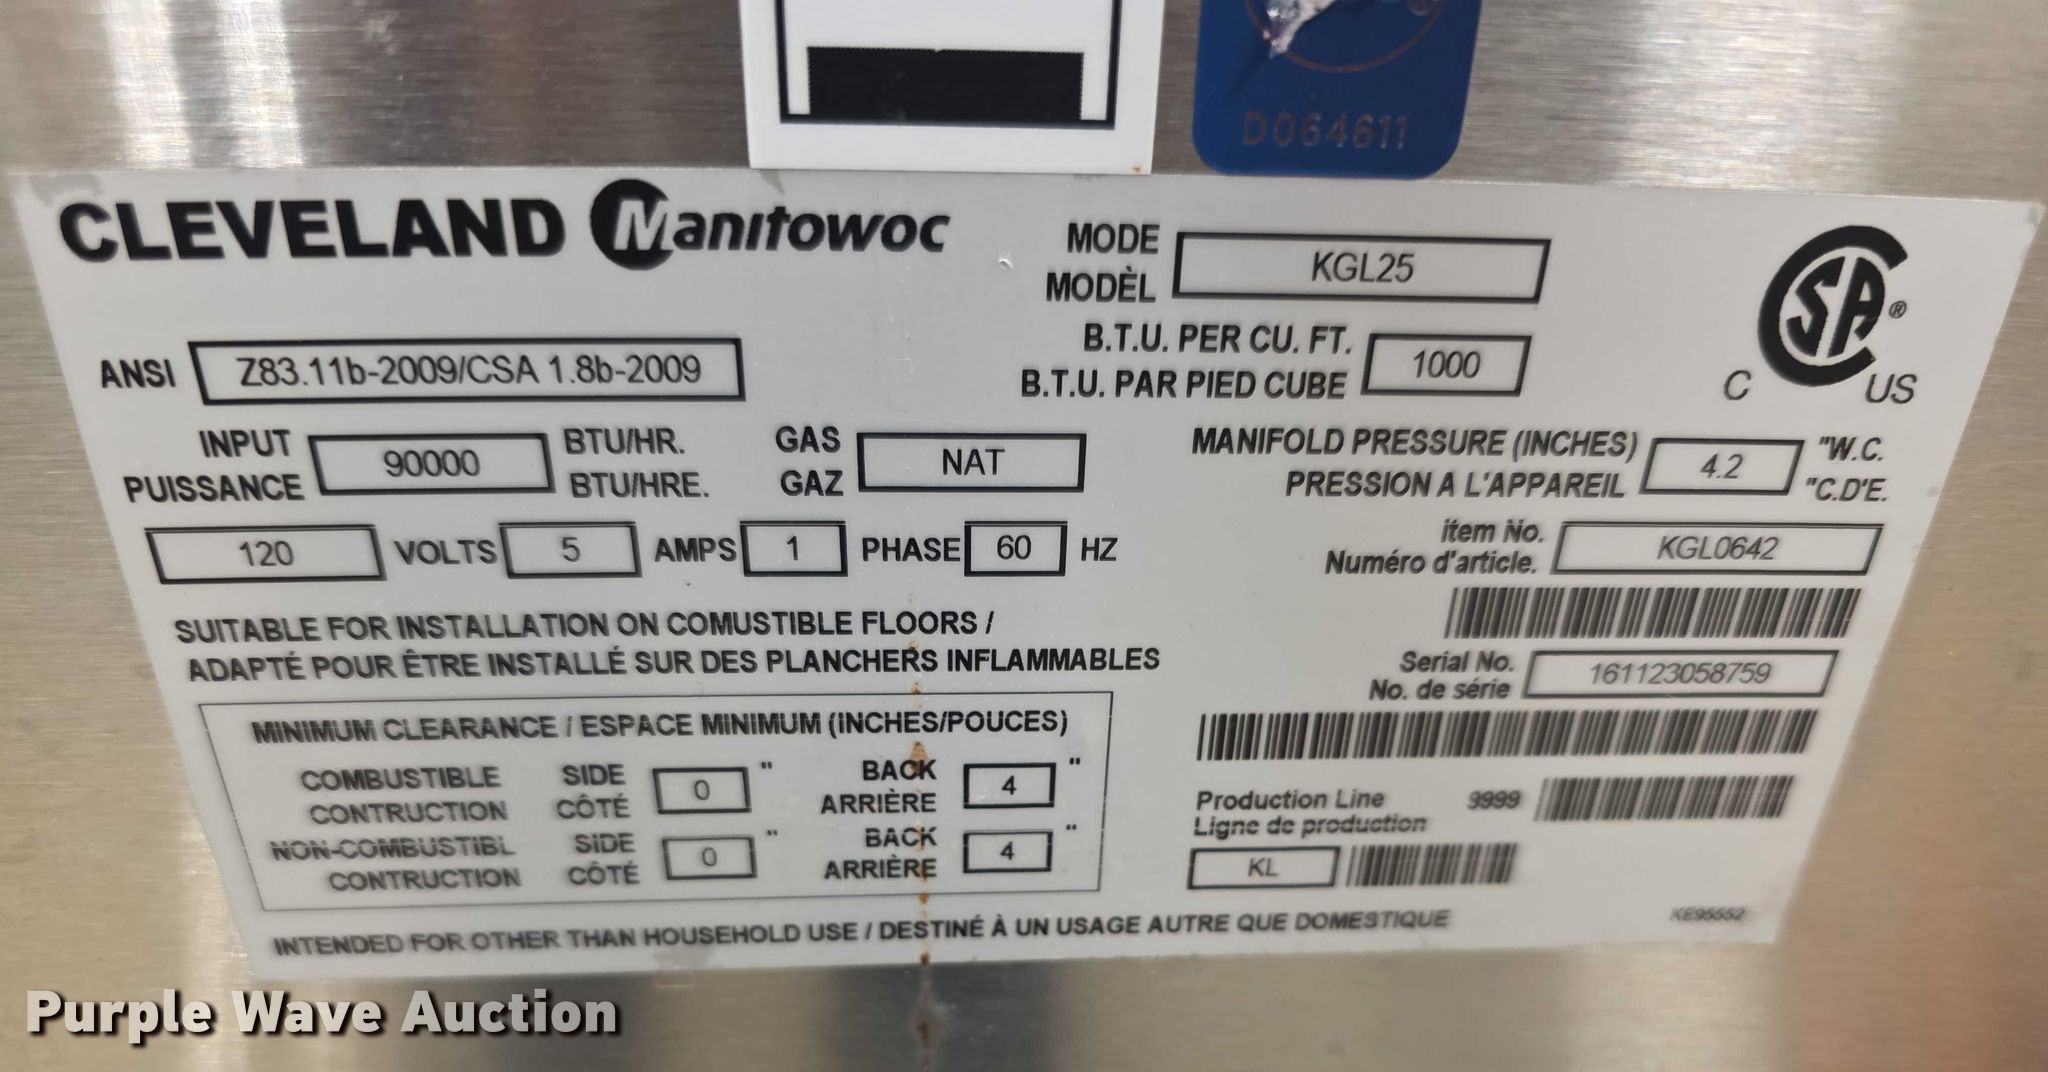 D064611
CLEVELAND Manitowoc
MODE
MODÈL
KGL25
CSA®
C US
ANSI Z83.11b-2009/CSA 1.8b-2009
B.T.U. PER CU. FT.
B.T.U. PAR PIED CUBE
1000
INPUT
PUISSANCE
90000
BTU/HR.
BTU/HRE.
GAS
GAZ
NAT
MANIFOLD PRESSURE (INCHES)
PRESSION A L'APPAREIL
4.2
"W.C.
"C.D'E.
120 VOLTS 5 AMPS 1 PHASE 60 HZ
item No.
Numéro d'article.
KGL0642
SUITABLE FOR INSTALLATION ON COMUSTIBLE FLOORS /
ADAPTÉ POUR ÊTRE INSTALLÉ SUR DES PLANCHERS INFLAMMABLES
Serial No.
No. de série
161123058759
MINIMUM CLEARANCE / ESPACE MINIMUM (INCHES/POUCES)
COMBUSTIBLE
CONTRUCTION
SIDE
CÔTÉ
0 "
BACK
ARRIÈRE
4 "
NON-COMBUSTIBL
CONTRUCTION
SIDE
CÔTÉ
0 "
BACK
ARRIÈRE
4 "
Production Line 9999
Ligne de production
KL
INTENDED FOR OTHER THAN HOUSEHOLD USE / DESTINÉ À UN USAGE AUTRE QUE DOMESTIQUE
KE95552
Purple Wave Auction